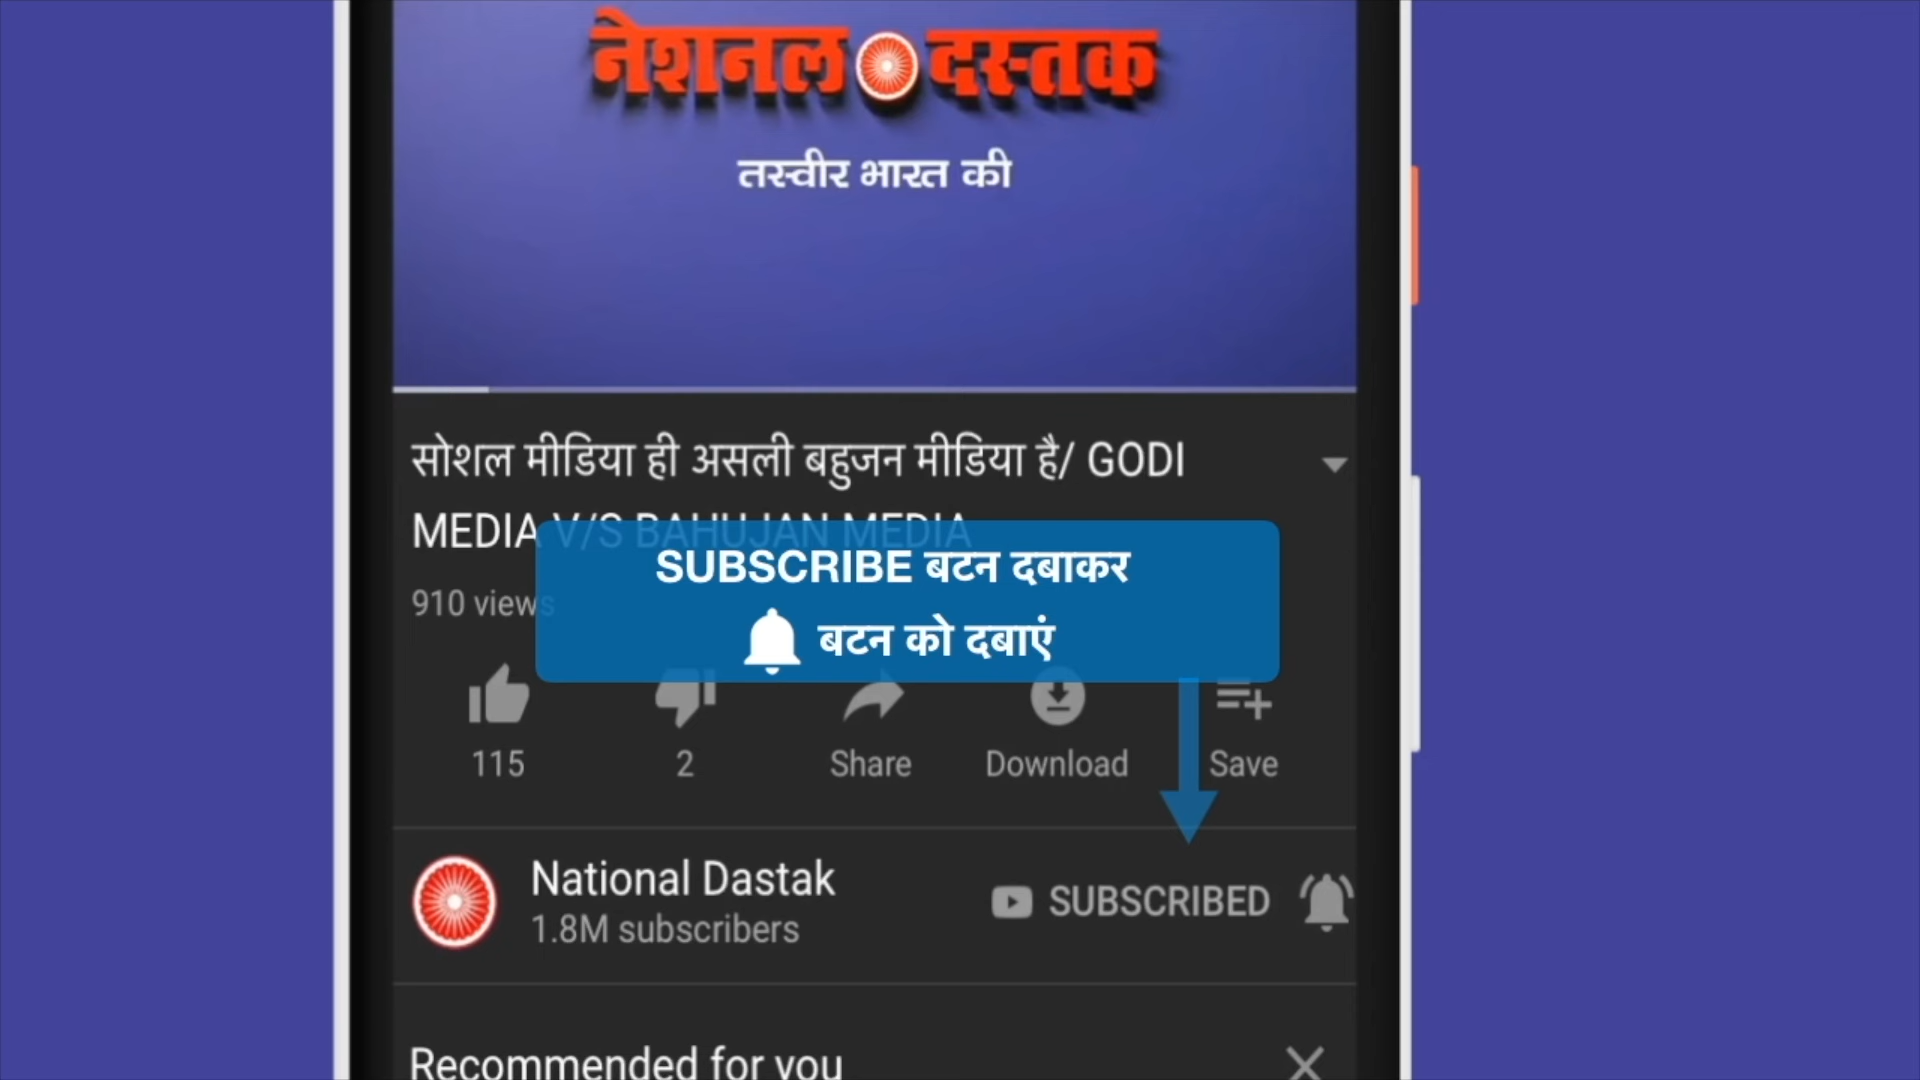 नेशनल दस्तक
तस्वीर भारत की
सोशल मीडिया ही असली बहुजन मीडिया है/ GODI
MEDIA V/S BAHUJAN MEDIA
SUBSCRIBE बटन दबाकर
बटन को दबाएं
910 views
115
2
Share
Download
Save
National Dastak
1.8M subscribers
SUBSCRIBED
Recommended for you